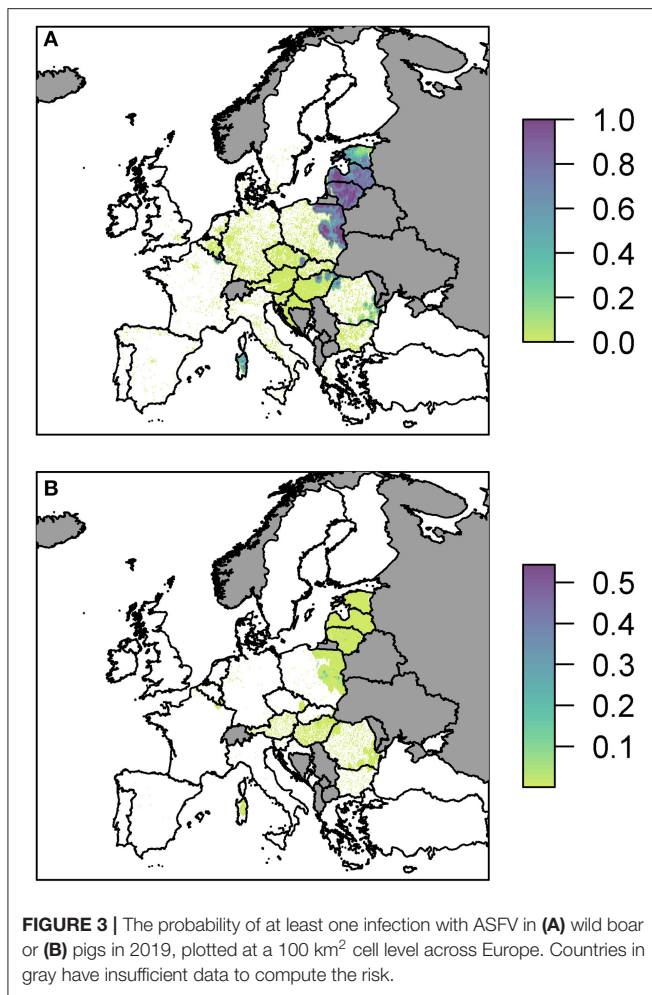 A
1.0
0.8
0.6
0.4
0.2
0.0
B
0.5
0.4
0.3
0.2
0.1
FIGURE 3 | The probability of at least one infection with ASFV in (A) wild boar
or (B) pigs in 2019, plotted at a 100 km² cell level across Europe. Countries in
gray have insufficient data to compute the risk.